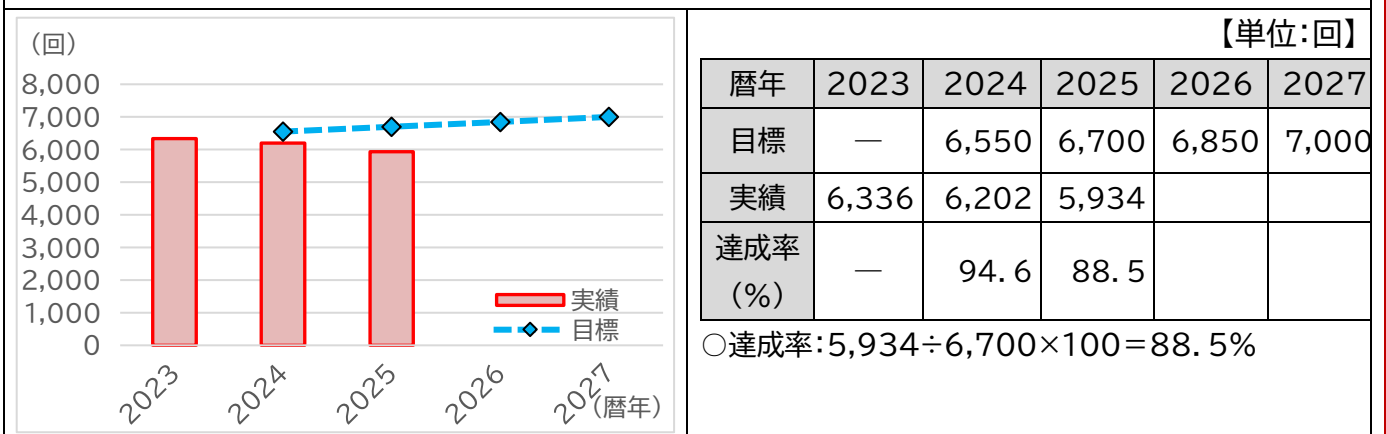 （回）
8,000
7,000
6,000
5,000
4,000
3,000
2,000
1,000
0
実績
目標
2023
2024
2025
2026
2027
（暦年）
【単位：回】
暦年 2023 2024 2025 2026 2027
目標 － 6,550 6,700 6,850 7,000
実績 6,336 6,202 5,934
達成率
（%） － 94.6 88.5
○達成率：5,934÷6,700×100＝88.5%